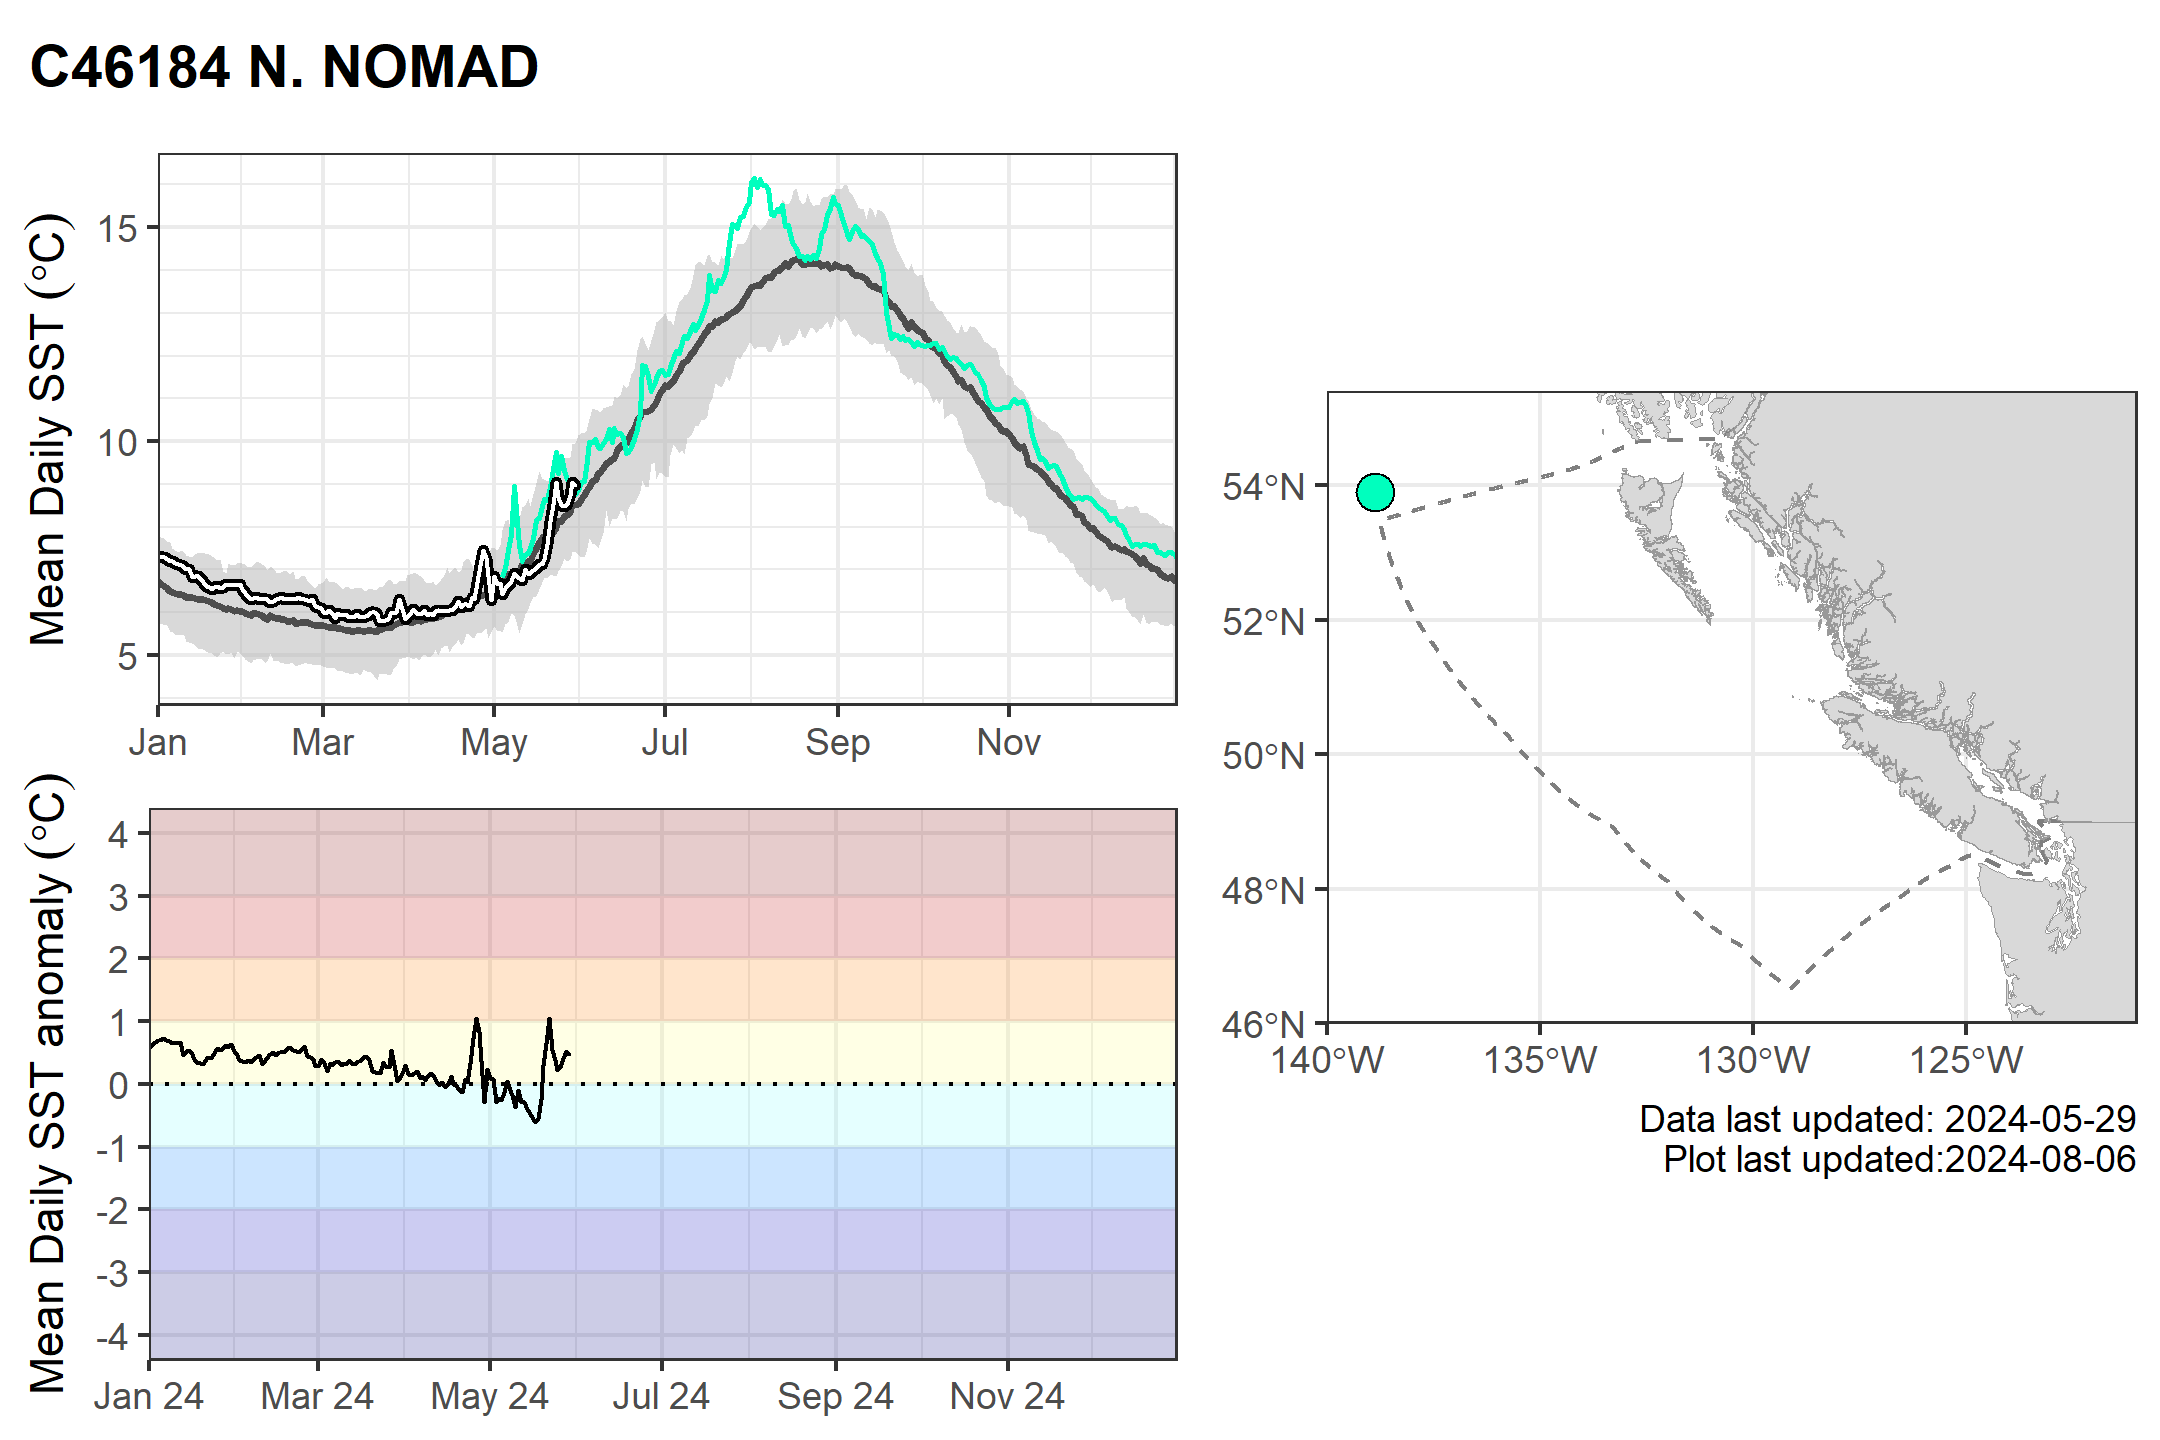 C46184 N. NOMAD
Mean Daily SST (°C)
15
10
5
Jan Mar May Jul Sep Nov
Mean Daily SST anomaly (°C)
4
3
2
1
0
-1
-2
-3
-4
Jan 24 Mar 24 May 24 Jul 24 Sep 24 Nov 24
54°N
52°N
50°N
48°N
46°N
140°W 135°W 130°W 125°W
Data last updated: 2024-05-29
Plot last updated:2024-08-06